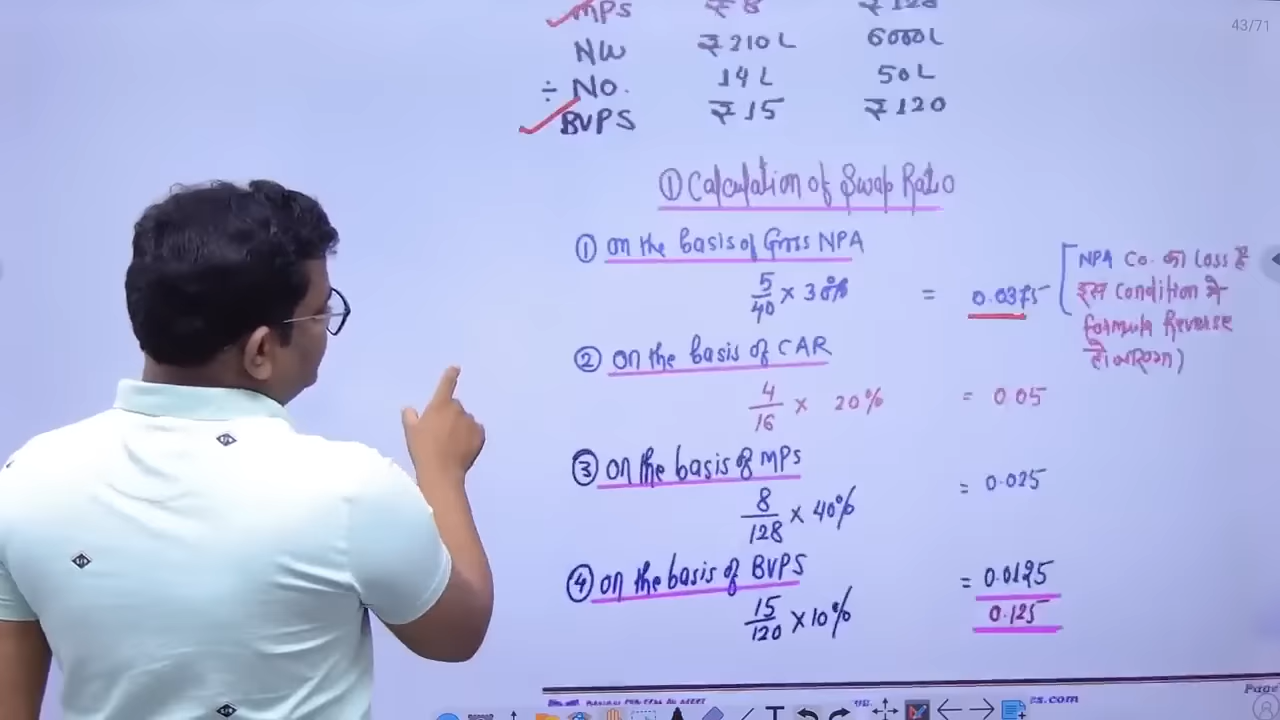 43/71
MPS ₹8 ₹128
NW ₹210L 6000L
÷ No. 14L 50L
BVPS ₹15 ₹120
① Calculation of Swap Ratio
① on the basis of Gross NPA
5/40 × 30% = 0.0375
[NPA Co. का Loss है
इस Condition में
formula Reverse
हो जाएगा)
② on the basis of CAR
4/16 × 20% = 0.05
③ on the basis of MPS
8/128 × 40% = 0.025
④ on the basis of BVPS
15/120 × 10% = 0.0125
0.125
Page